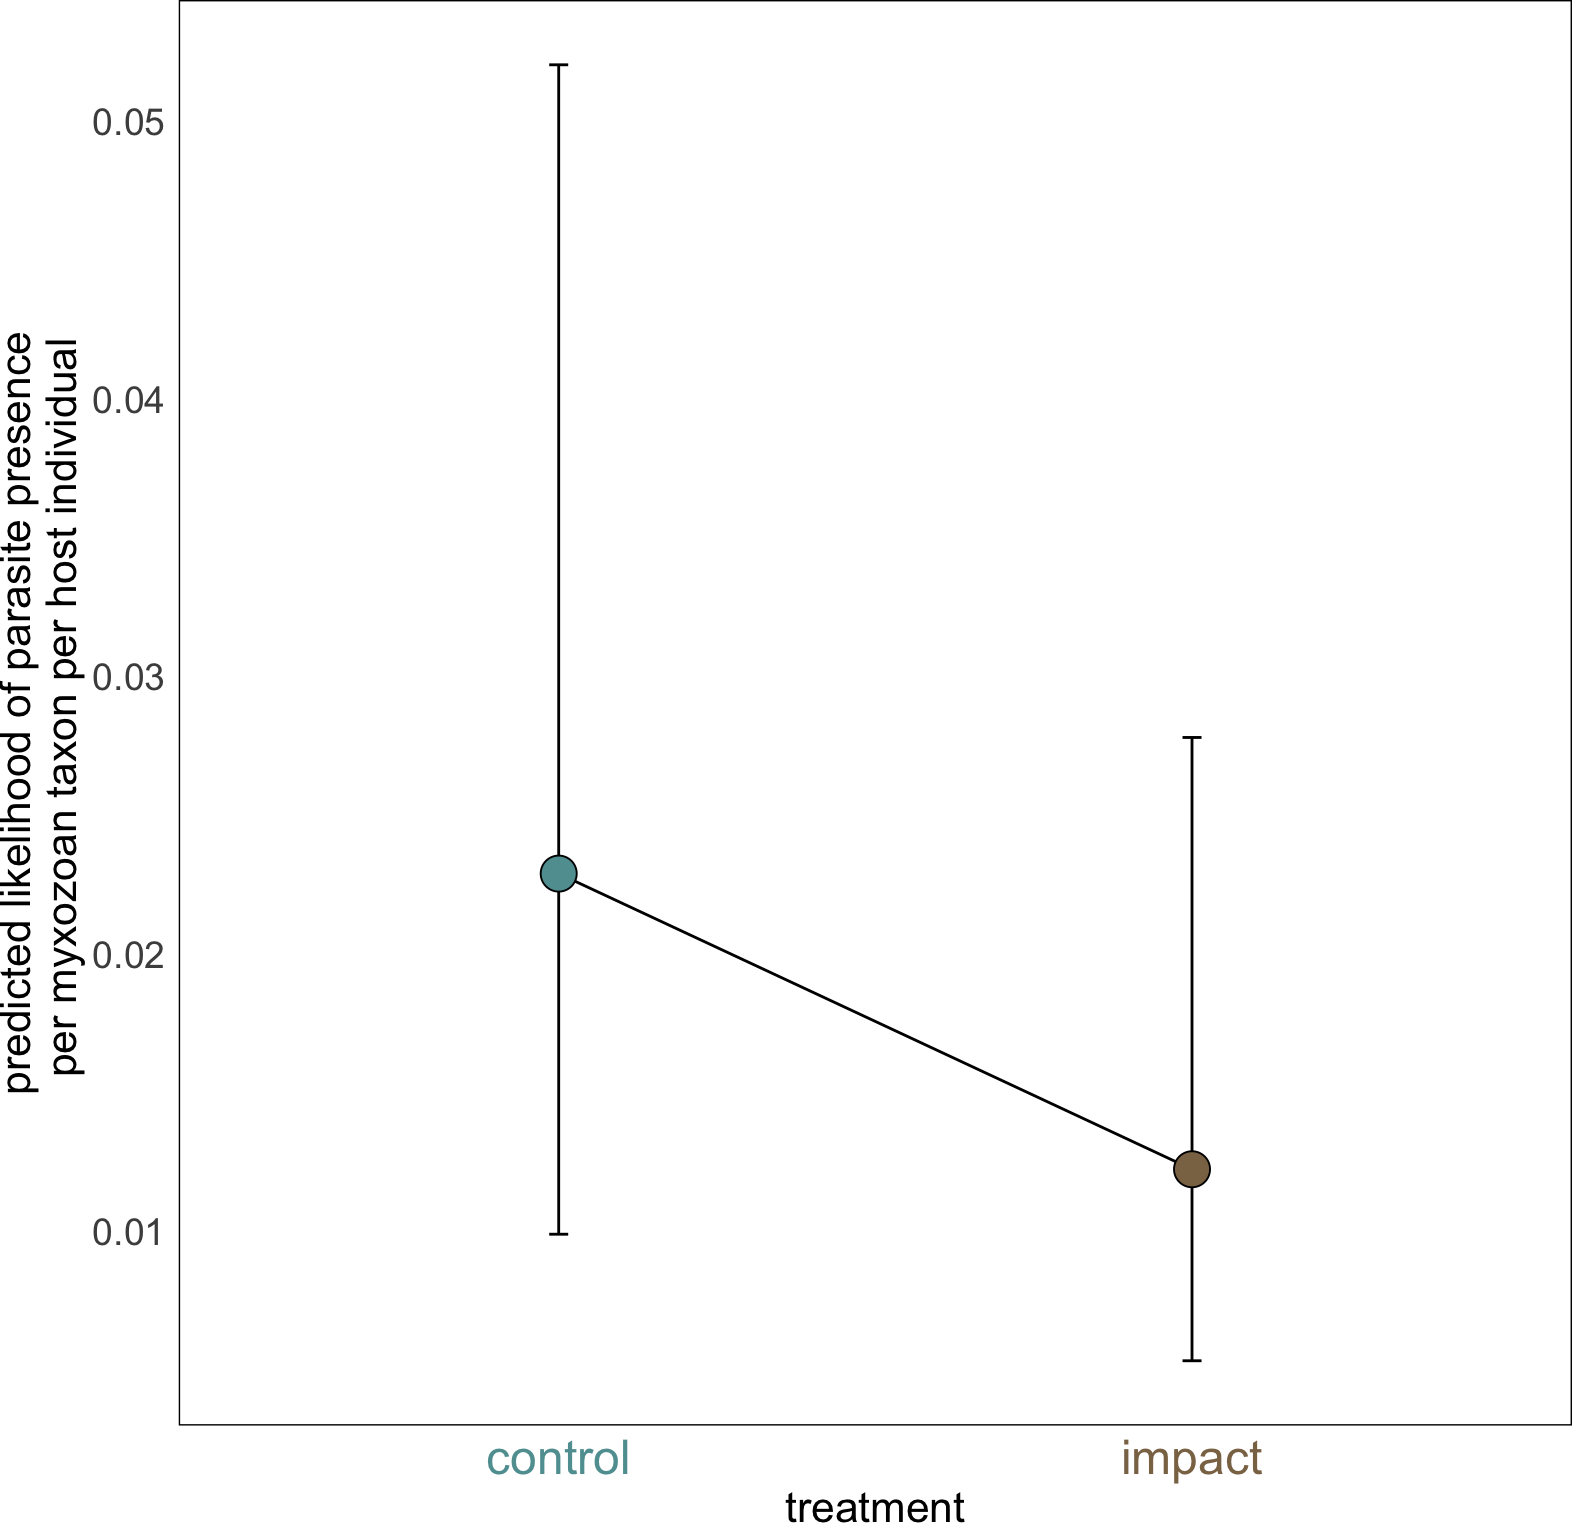 predicted likelihood of parasite presence
per myxozoan taxon per host individual
0.05
0.04
0.03
0.02
0.01
control
impact
treatment